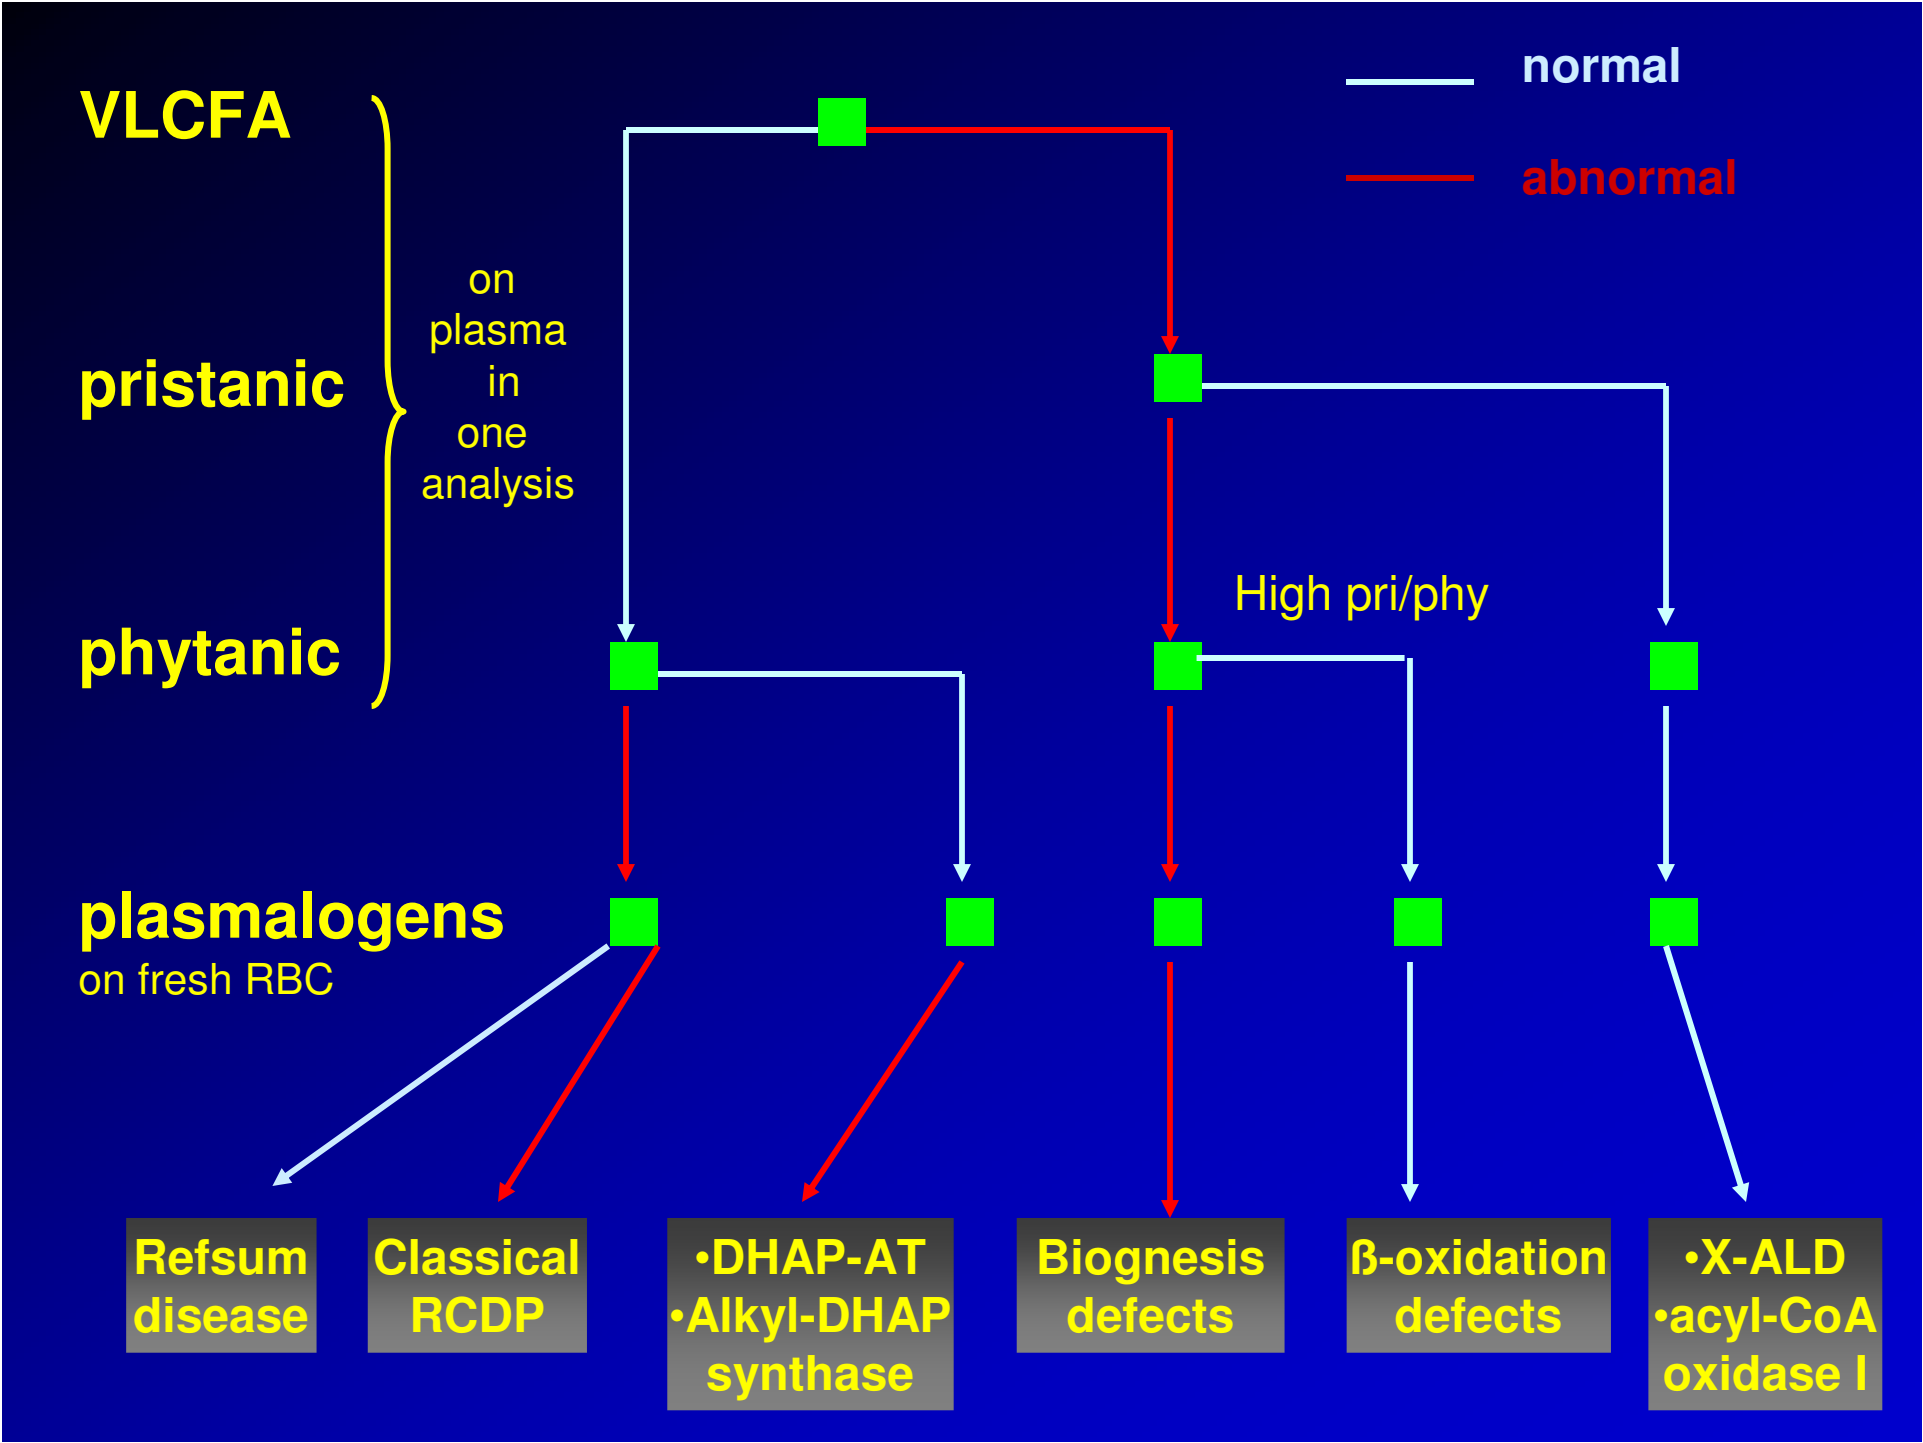 normal
VLCFA
abnormal
on
plasma
in
one
analysis
pristanic
High pri/phy
phytanic
plasmalogens
on fresh RBC
Refsum
disease
Classical
RCDP
•DHAP-AT
•Alkyl-DHAP
synthase
Biognesis
defects
ß-oxidation
defects
•X-ALD
•acyl-CoA
oxidase I